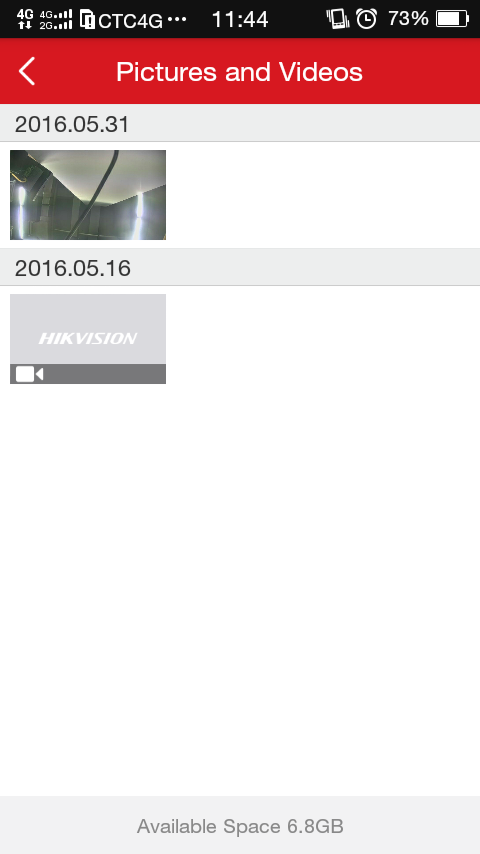 4G 4G 2G CTC4G ··· 11:44 73%
Pictures and Videos
2016.05.31
2016.05.16
HIKVISION
Available Space 6.8GB